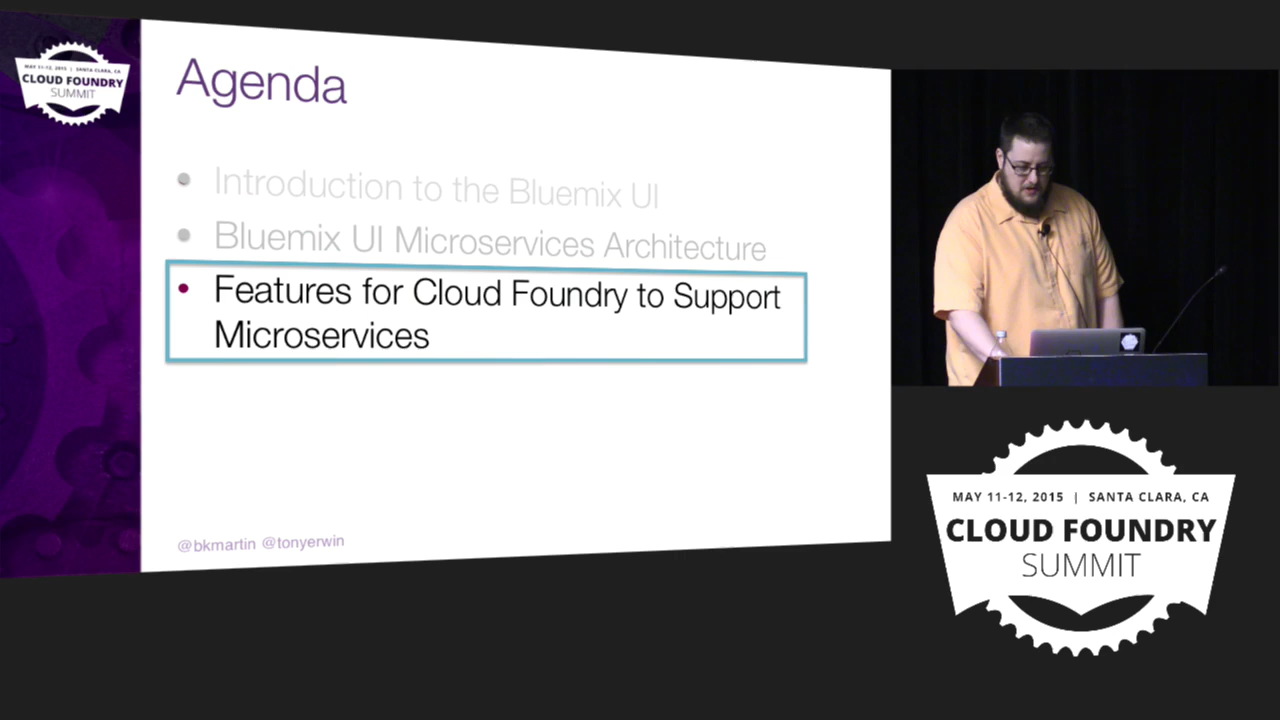 MAY 11-12, 2015 | SANTA CLARA, CA
CLOUD FOUNDRY
SUMMIT
Agenda
Introduction to the Bluemix UI
Bluemix UI Microservices Architecture
Features for Cloud Foundry to Support
Microservices
@bkmartin @tonyerwin
MAY 11-12, 2015 | SANTA CLARA, CA
CLOUD FOUNDRY
SUMMIT